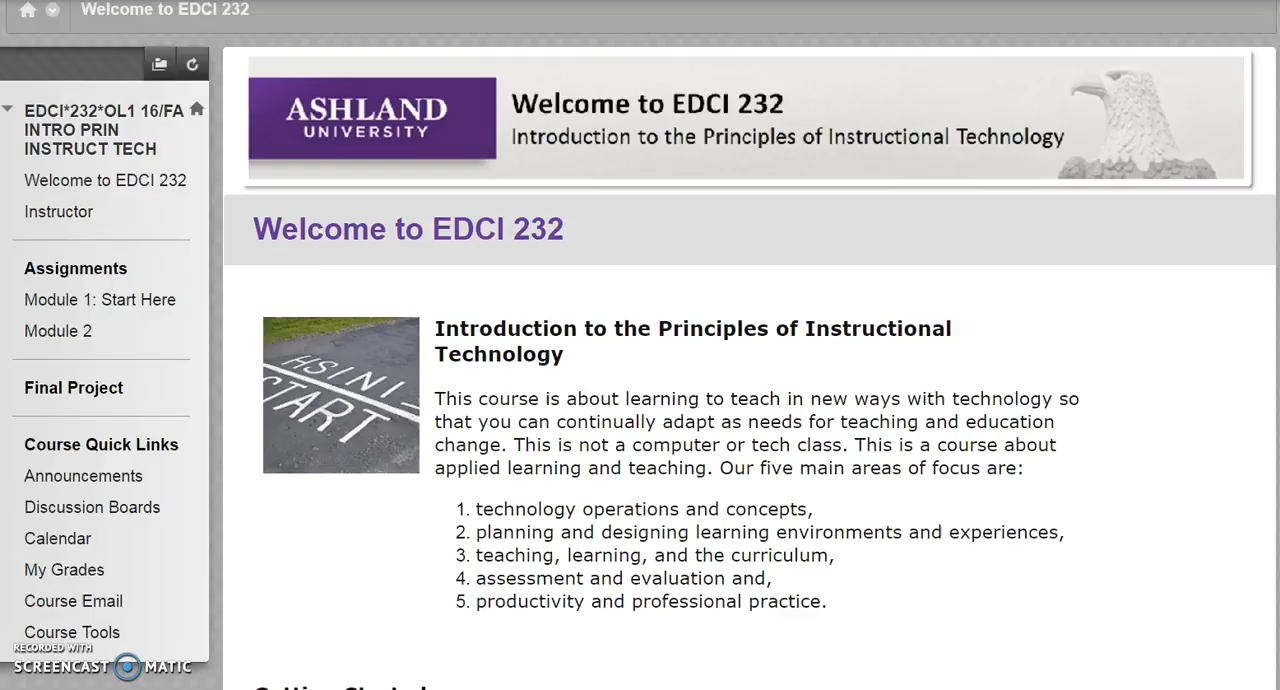 Welcome to EDCI 232
EDCI*232*OL1 16/FA
INTRO PRIN
INSTRUCT TECH
Welcome to EDCI 232
Instructor
Assignments
Module 1: Start Here
Module 2
Final Project
Course Quick Links
Announcements
Discussion Boards
Calendar
My Grades
Course Email
Course Tools
RECORDED WITH
SCREENCAST MATIC
ASHLAND
UNIVERSITY
Welcome to EDCI 232
Introduction to the Principles of Instructional Technology
Welcome to EDCI 232
HSINI
START
Introduction to the Principles of Instructional
Technology
This course is about learning to teach in new ways with technology so
that you can continually adapt as needs for teaching and education
change. This is not a computer or tech class. This is a course about
applied learning and teaching. Our five main areas of focus are:
1. technology operations and concepts,
2. planning and designing learning environments and experiences,
3. teaching, learning, and the curriculum,
4. assessment and evaluation and,
5. productivity and professional practice.
Getting Started